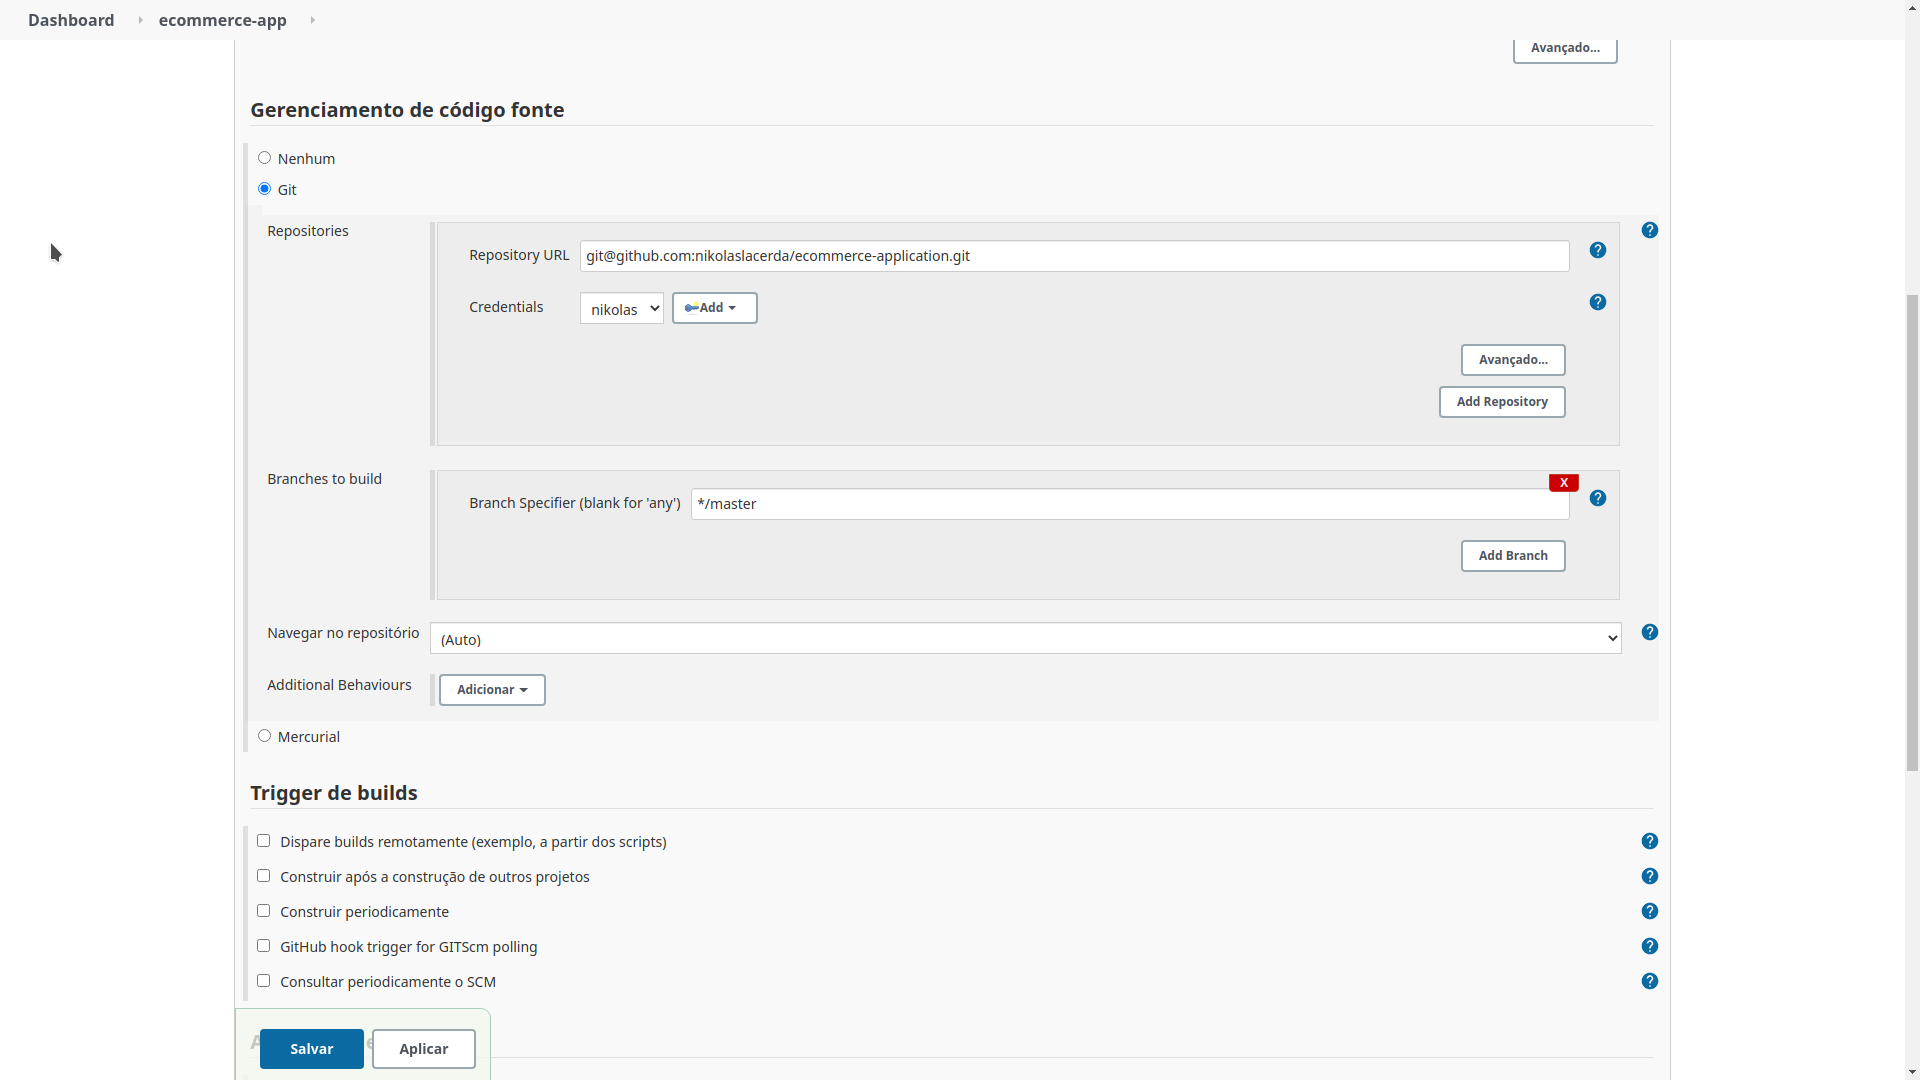 Dashboard ecommerce-app
Avançado...
Gerenciamento de código fonte
Nenhum
Git
Repositories
Repository URL git@github.com:nikolaslacerda/ecommerce-application.git
Credentials nikolas Add
Avançado...
Add Repository
Branches to build
X
Branch Specifier (blank for 'any') */master
Add Branch
Navegar no repositório (Auto)
Additional Behaviours Adicionar
Mercurial
Trigger de builds
Dispare builds remotamente (exemplo, a partir dos scripts)
Construir após a construção de outros projetos
Construir periodicamente
GitHub hook trigger for GITScm polling
Consultar periodicamente o SCM
Salvar Aplicar